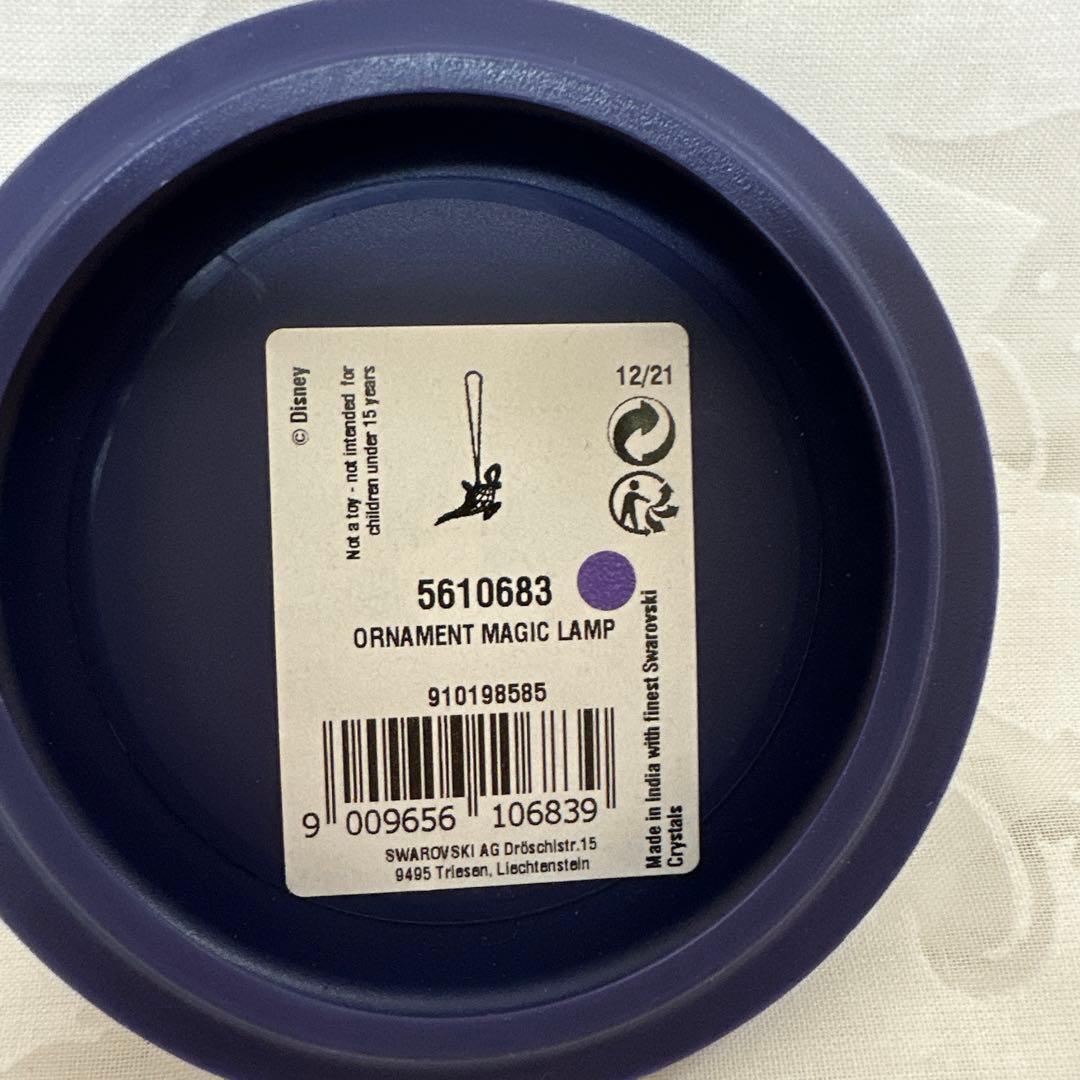 © Disney
Not a toy - not intended for
children under 15 years
12/21
5610683
ORNAMENT MAGIC LAMP
910198585
9 009656 106839
SWAROVSKI AG Dröschistr.15
9495 Triesen, Liechtenstein
Made in India with finest Swarovski
Crystals